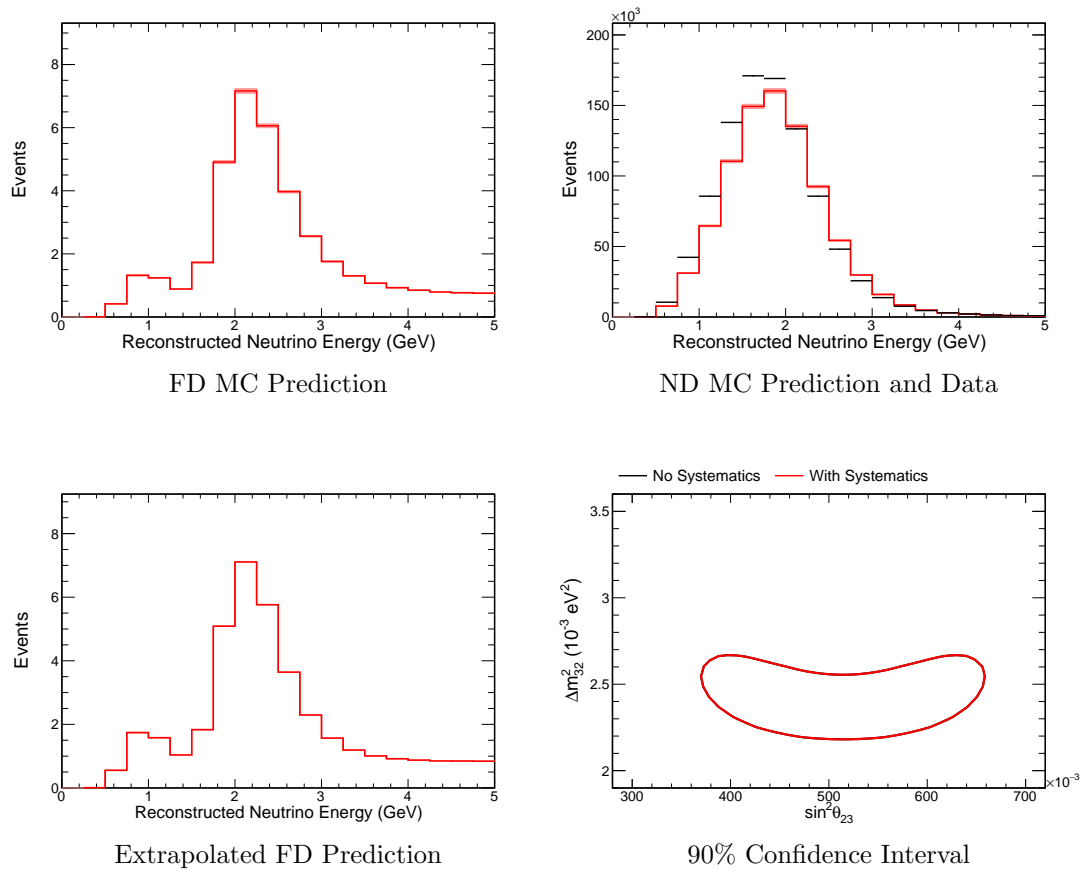 Events
8
6
4
2
0
0 1 2 3 4 5
Reconstructed Neutrino Energy (GeV)
FD MC Prediction
×10³
Events
200
150
100
50
0
0 1 2 3 4 5
Reconstructed Neutrino Energy (GeV)
ND MC Prediction and Data
Events
8
6
4
2
0
0 1 2 3 4 5
Reconstructed Neutrino Energy (GeV)
Extrapolated FD Prediction
No Systematics With Systematics
Δm²₃₂ (10⁻³ eV²)
3.5
3
2.5
2
300 400 500 600 700
×10⁻³
sin²θ₂₃
90% Confidence Interval